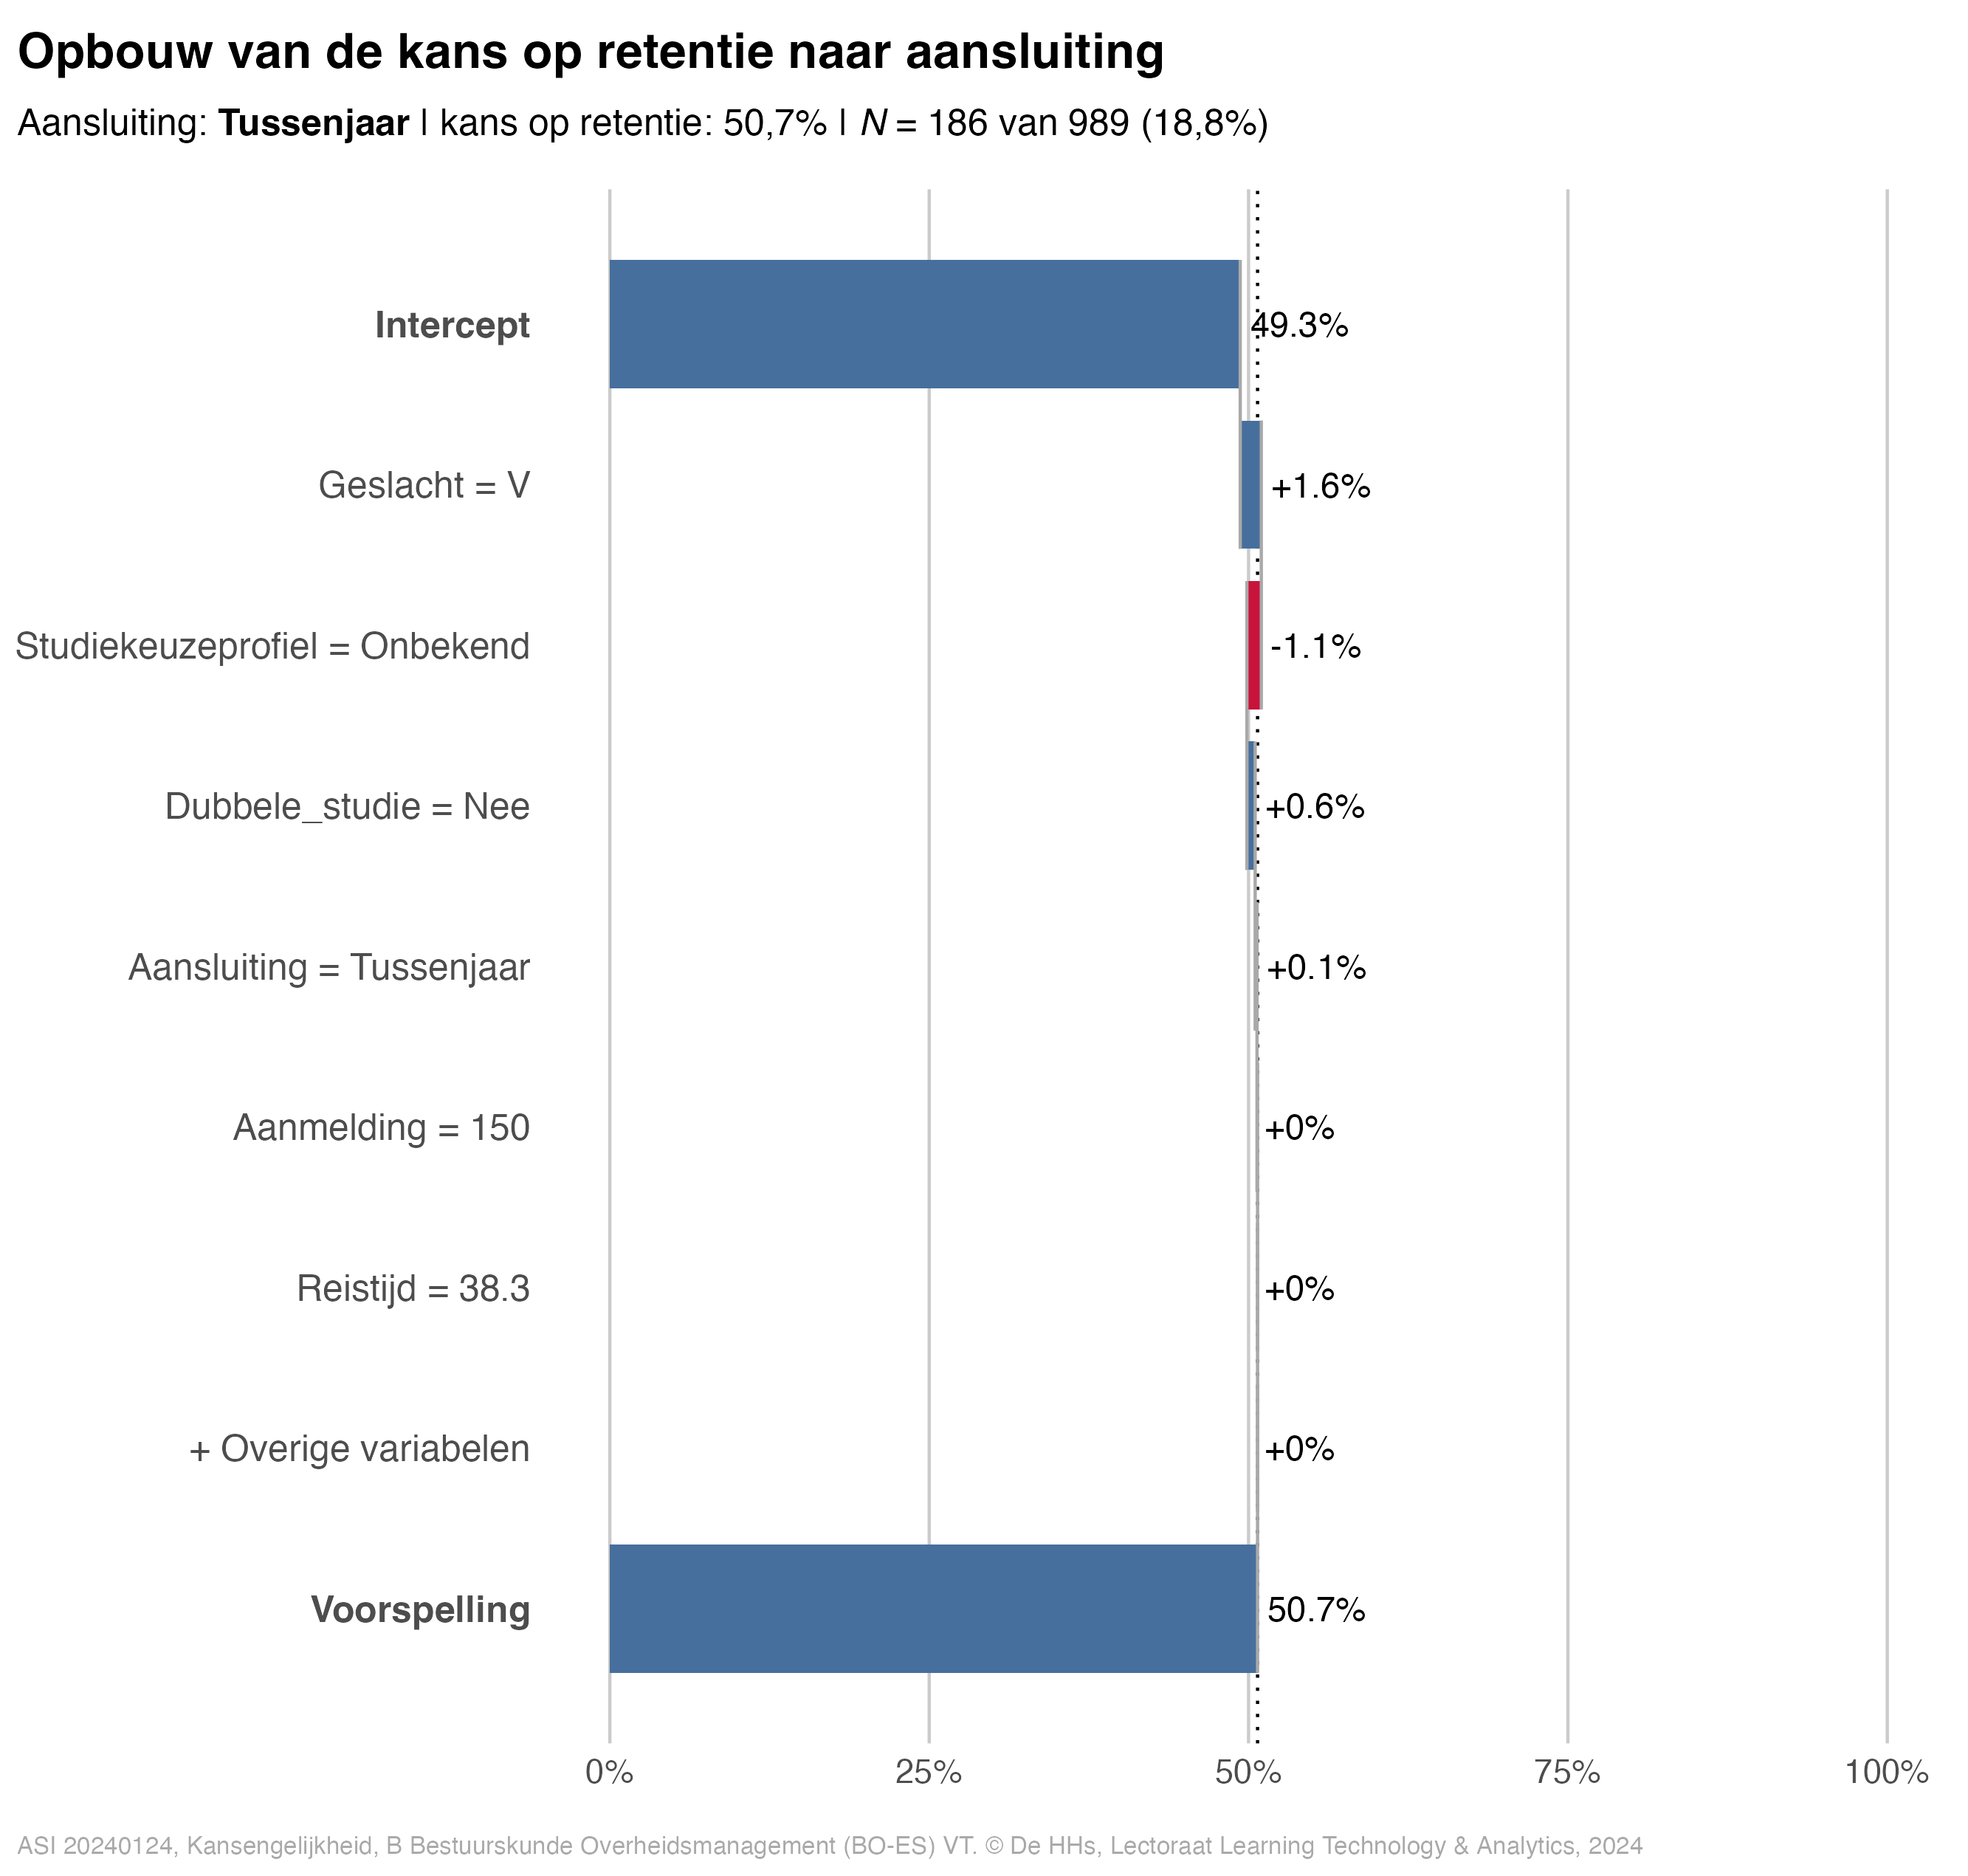 Opbouw van de kans op retentie naar aansluiting
Aansluiting: Tussenjaar | kans op retentie: 50,7% | N = 186 van 989 (18,8%)
Intercept 49.3%
Geslacht = V +1.6%
Studiekeuzeprofiel = Onbekend -1.1%
Dubbele_studie = Nee +0.6%
Aansluiting = Tussenjaar +0.1%
Aanmelding = 150 +0%
Reistijd = 38.3 +0%
+ Overige variabelen +0%
Voorspelling 50.7%
0% 25% 50% 75% 100%
ASI 20240124, Kansengelijkheid, B Bestuurskunde Overheidsmanagement (BO-ES) VT. © De HHs, Lectoraat Learning Technology & Analytics, 2024